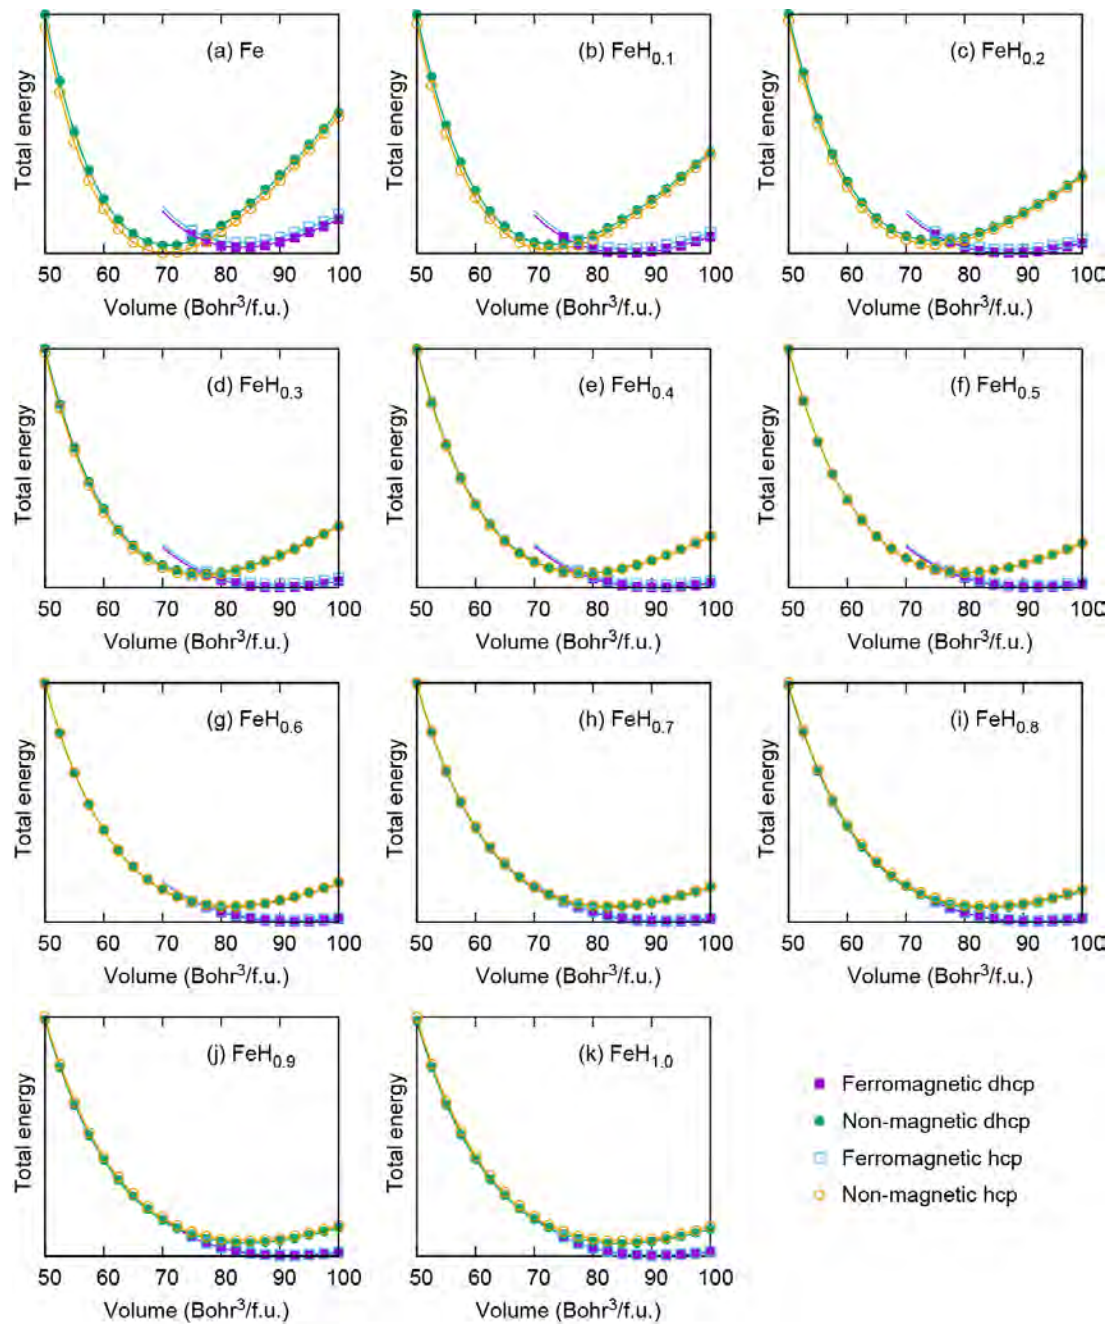 (a) Fe
(b) FeH0.1
(c) FeH0.2
Total energy
Total energy
Total energy
50 60 70 80 90 100
50 60 70 80 90 100
50 60 70 80 90 100
Volume (Bohr3/f.u.)
Volume (Bohr3/f.u.)
Volume (Bohr3/f.u.)
(d) FeH0.3
(e) FeH0.4
(f) FeH0.5
Total energy
Total energy
Total energy
50 60 70 80 90 100
50 60 70 80 90 100
50 60 70 80 90 100
Volume (Bohr3/f.u.)
Volume (Bohr3/f.u.)
Volume (Bohr3/f.u.)
(g) FeH0.6
(h) FeH0.7
(i) FeH0.8
Total energy
Total energy
Total energy
50 60 70 80 90 100
50 60 70 80 90 100
50 60 70 80 90 100
Volume (Bohr3/f.u.)
Volume (Bohr3/f.u.)
Volume (Bohr3/f.u.)
(j) FeH0.9
(k) FeH1.0
Total energy
Total energy
50 60 70 80 90 100
50 60 70 80 90 100
Volume (Bohr3/f.u.)
Volume (Bohr3/f.u.)
Ferromagnetic dhcp
Non-magnetic dhcp
Ferromagnetic hcp
Non-magnetic hcp